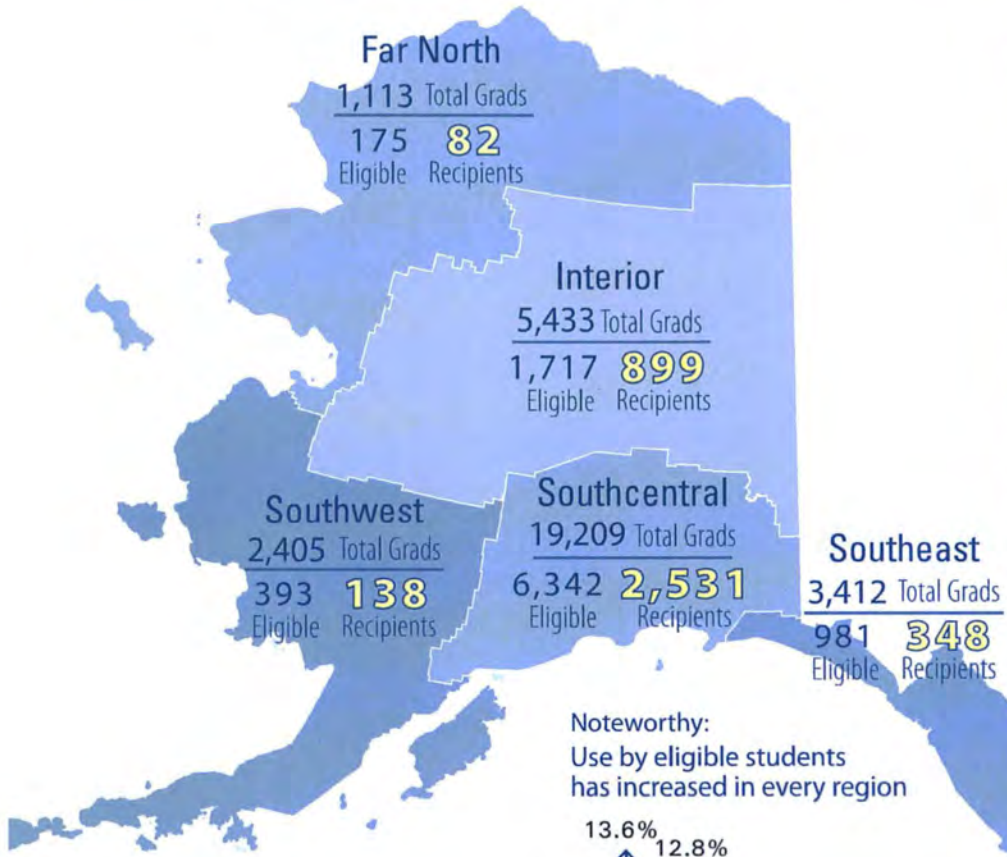 Far North
1,113 Total Grads
175 82
Eligible Recipients
Interior
5,433 Total Grads
1,717 899
Eligible Recipients
Southwest
2,405 Total Grads
393 138
Eligible Recipients
Southcentral
19,209 Total Grads
6,342 2,531
Eligible Recipients
Southeast
3,412 Total Grads
981 348
Eligible Recipients
Noteworthy:
Use by eligible students
has increased in every region
13.6%
12.8%